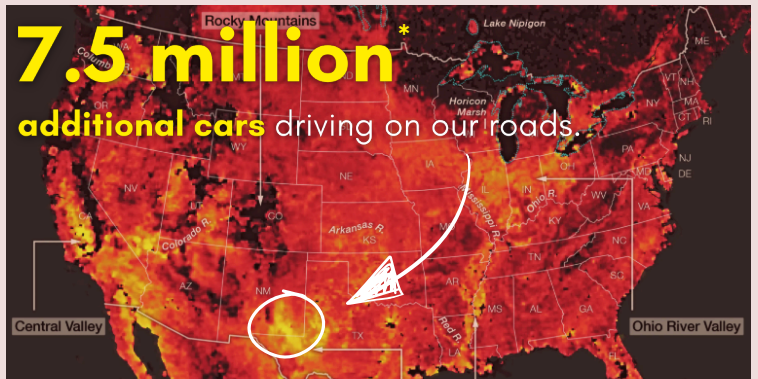 Rocky Mountains
7.5 million*
additional cars driving on our roads.
Lake Nipigon
Horicon
Marsh
WA
OR
MN
WY
NV
CA
CO
NE
IA
IL
IN
OH
KS
AZ
NM
TX
AR
LA
MS
AL
GA
TN
KY
WV
VA
NC
SC
PA
NY
VT
NH
ME
MA
CT
RI
NJ
DE
MD
Colorado R.
Arkansas R.
Mississippi R.
Ohio R.
Red R.
Central Valley
Ohio River Valley